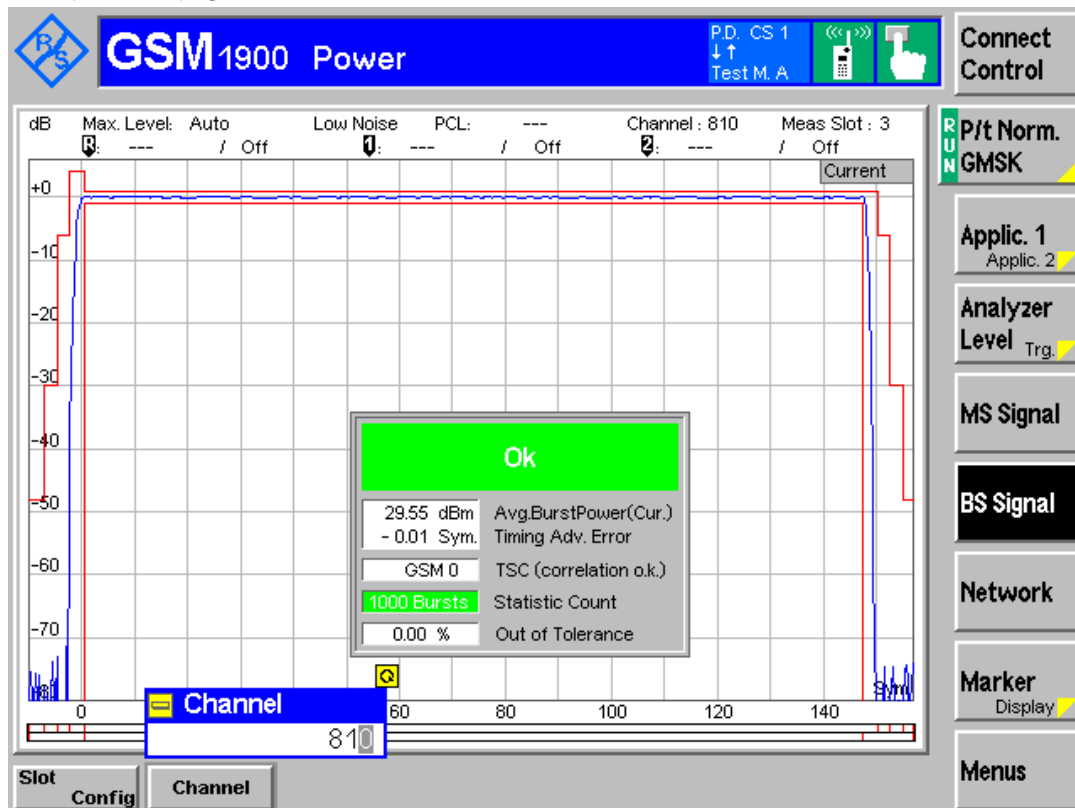 R/S
GSM1900 Power
P.D. CS 1
Test M. A
Connect
Control
dB Max. Level: Auto Low Noise PCL: --- Channel : 810 Meas Slot : 3
R: --- / Off 1: --- / Off 2: --- / Off
Current
RUN
P/t Norm.
GMSK
+0
-10
-20
-30
-40
-50
-60
-70
Applic. 1
Applic. 2
Analyzer
Level Trg.
MS Signal
BS Signal
Network
Marker
Display
Menus
Ok
29.55 dBm Avg.BurstPower(Cur.)
- 0.01 Sym. Timing Adv. Error
GSM 0 TSC (correlation o.k.)
1000 Bursts Statistic Count
0.00 % Out of Tolerance
Sym
0 60 80 100 120 140
Channel
810
Slot
Config
Channel